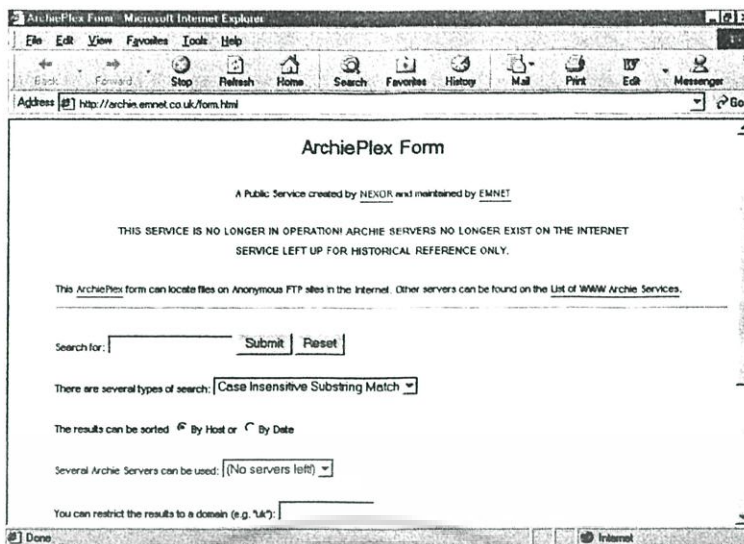 ArchiePlex Form - Microsoft Internet Explorer
File Edit View Favorites Tools Help
Back Forward Stop Refresh Home Search Favorites History Mail Print Edit Messenger
Address http://archie.emnet.co.uk/form.html Go
ArchiePlex Form
A Public Service created by NEXOR and maintained by EMNET
THIS SERVICE IS NO LONGER IN OPERATION! ARCHIE SERVERS NO LONGER EXIST ON THE INTERNET
SERVICE LEFT UP FOR HISTORICAL REFERENCE ONLY.
This ArchiePlex form can locate files on Anonymous FTP sites in the Internet. Other servers can be found on the List of WWW Archie Services.
Search for: Submit Reset
There are several types of search: Case Insensitive Substring Match
The results can be sorted By Host or By Date
Several Archie Servers can be used: (No servers left!)
You can restrict the results to a domain (e.g. "uk"):
Done Internet